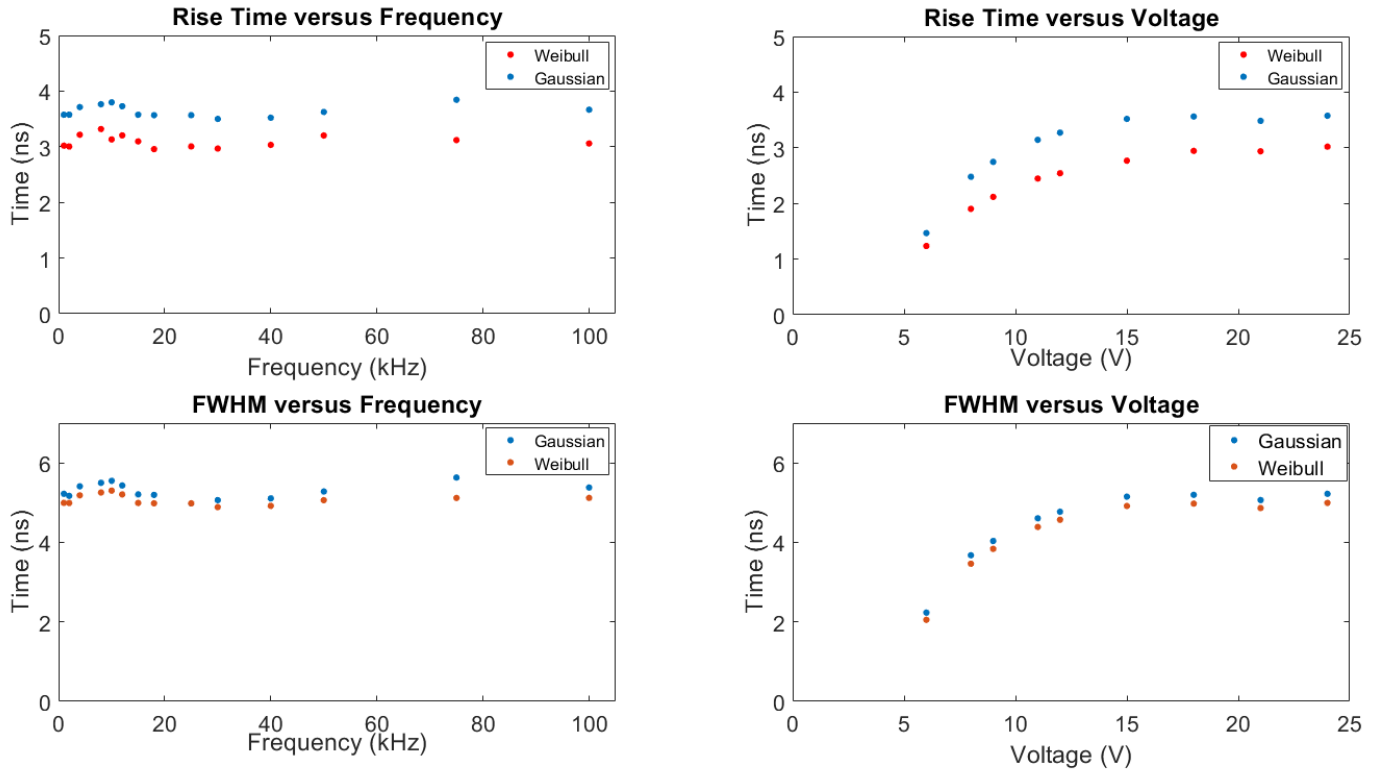 Rise Time versus Frequency
5
4
3
2
1
0
Time (ns)
Weibull
Gaussian
0 20 40 60 80 100
Frequency (kHz)
Rise Time versus Voltage
5
4
3
2
1
0
Time (ns)
Weibull
Gaussian
0 5 10 15 20 25
Voltage (V)
FWHM versus Frequency
6
4
2
0
Time (ns)
Gaussian
Weibull
0 20 40 60 80 100
Frequency (kHz)
FWHM versus Voltage
6
4
2
0
Time (ns)
Gaussian
Weibull
0 5 10 15 20 25
Voltage (V)